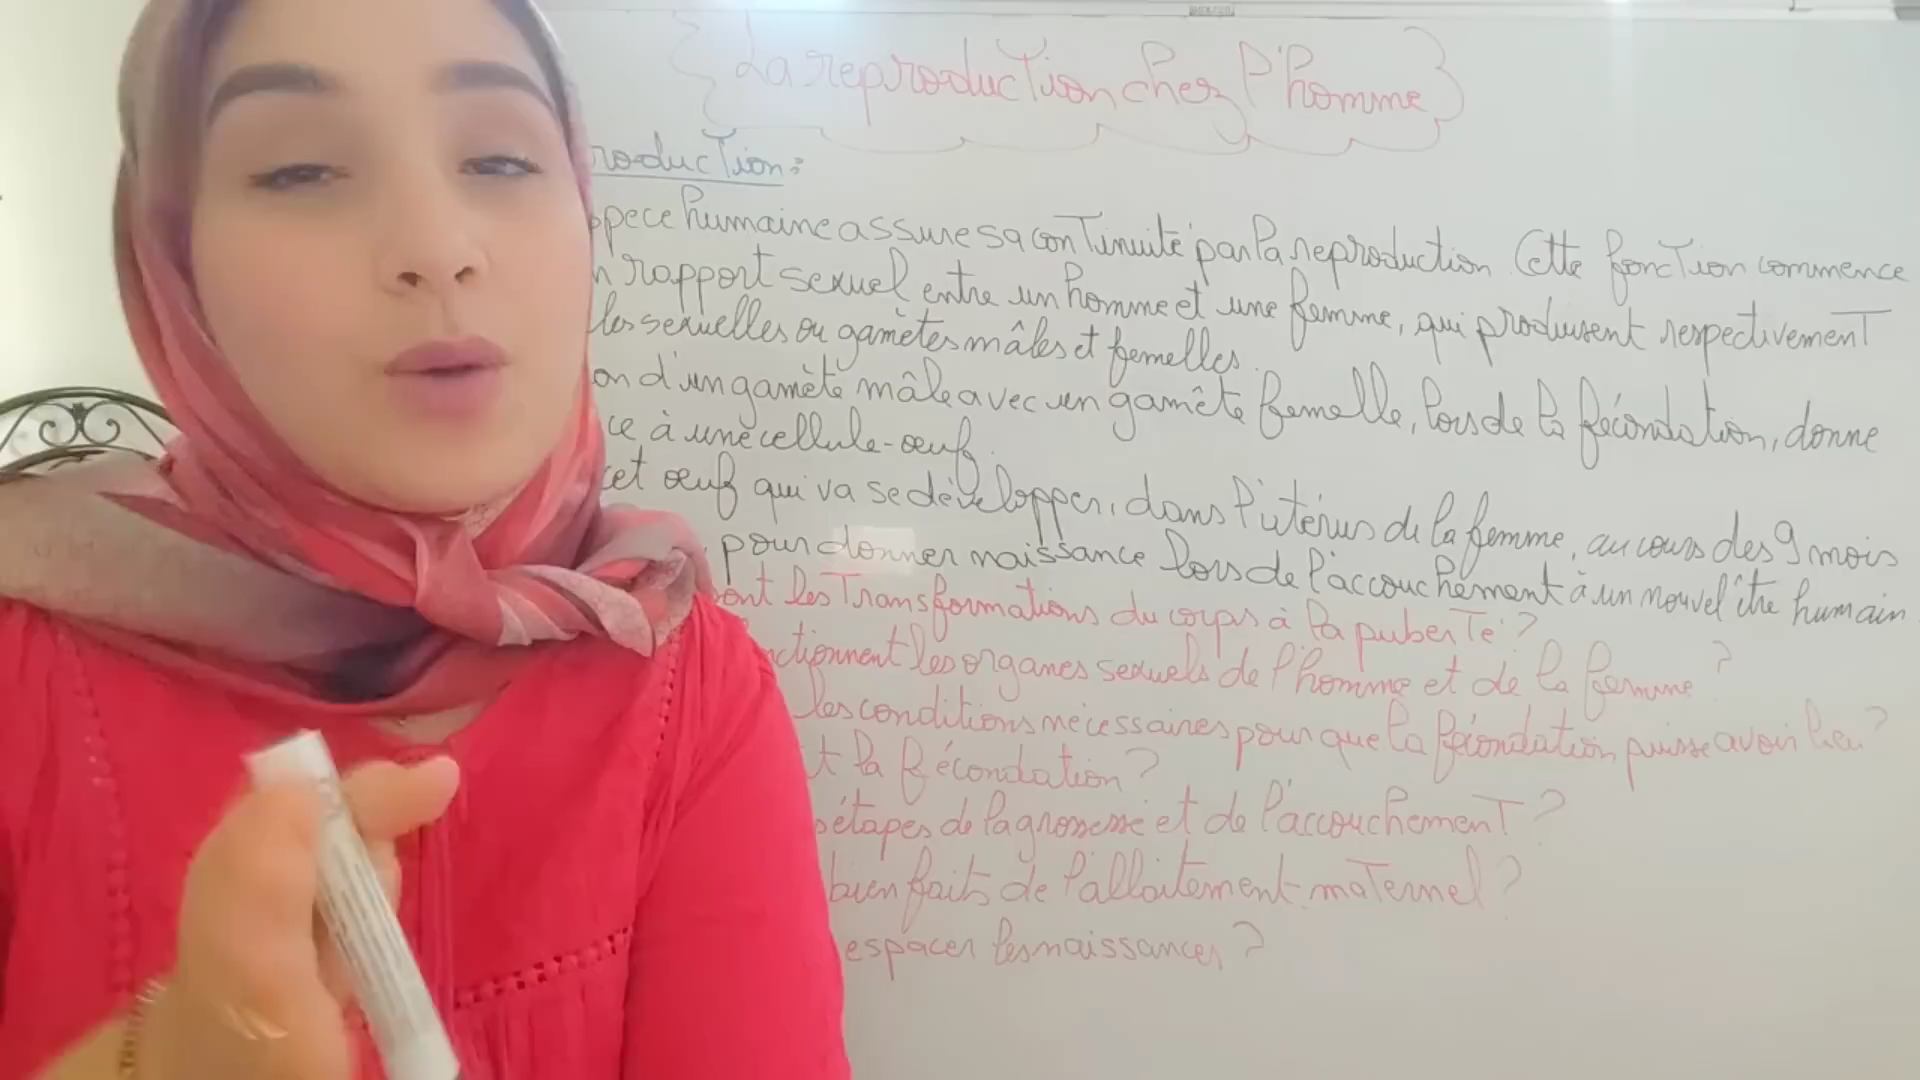 La reproduction chez l'homme
roduction:
pece humaine assure sa continuité par la reproduction. Cette fonction commence
n rapport sexuel entre un homme et une femme, qui produisent respectivement
les sexuelles ou gamètes mâles et femelles.
on d'un gamète mâle avec un gamète femelle, lors de la fécondation, donne
ce à une cellule-œuf.
cet œuf qui va se développer, dans l'utérus de la femme, au cours des 9 mois
pour donner naissance lors de l'accouchement à un nouvel être humain.
ont les transformations du corps à la puberté ?
nctionnent les organes sexuels de l'homme et de la femme ?
les conditions nécessaires pour que la fécondation puisse avoir lieu ?
t la fécondation ?
étapes de la grossesse et de l'accouchement ?
bien faits de l'allaitement maternel ?
espacer les naissances ?